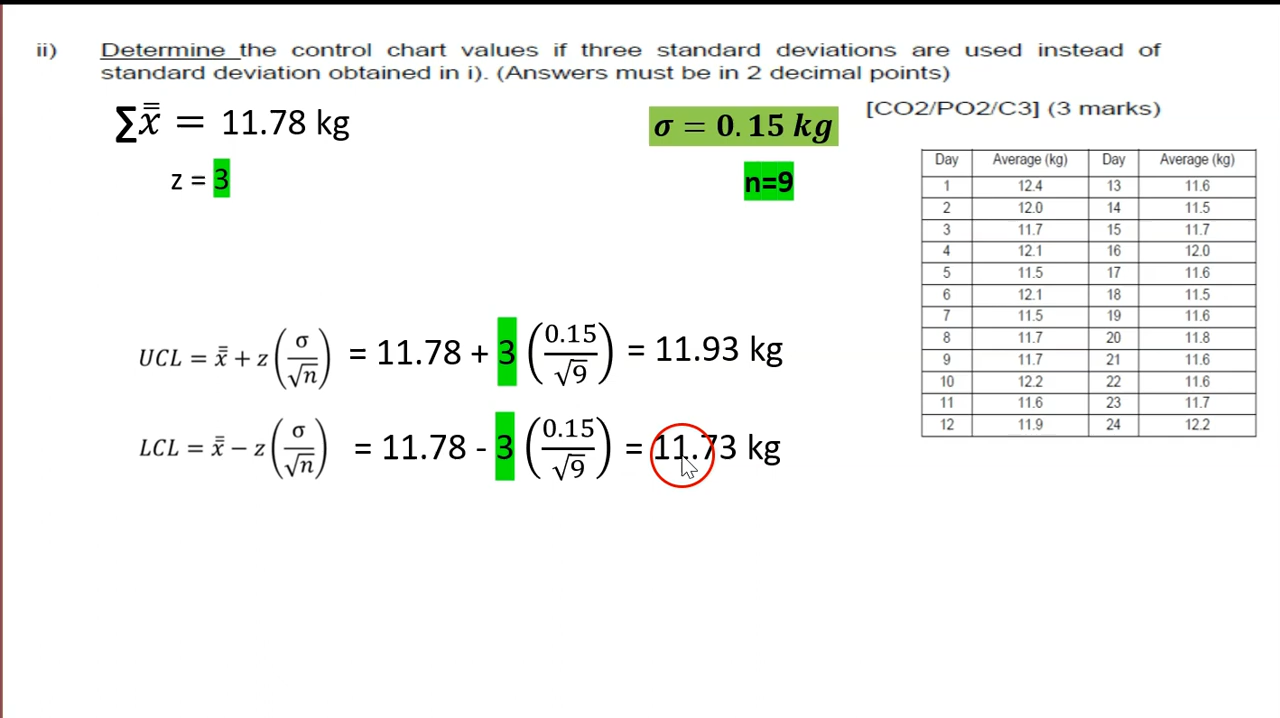 ii) Determine the control chart values if three standard deviations are used instead of
standard deviation obtained in i). (Answers must be in 2 decimal points)
[CO2/PO2/C3] (3 marks)
∑x̿ = 11.78 kg
σ = 0.15 kg
z = 3
n=9
Day Average (kg) Day Average (kg)
1 12.4 13 11.6
2 12.0 14 11.5
3 11.7 15 11.7
4 12.1 16 12.0
5 11.5 17 11.6
6 12.1 18 11.5
7 11.5 19 11.6
8 11.7 20 11.8
9 11.7 21 11.6
10 12.2 22 11.6
11 11.6 23 11.7
12 11.9 24 12.2
UCL = x̿ + z(σ/√n) = 11.78 + 3 (0.15/√9) = 11.93 kg
LCL = x̿ − z(σ/√n) = 11.78 - 3 (0.15/√9) = 11.73 kg